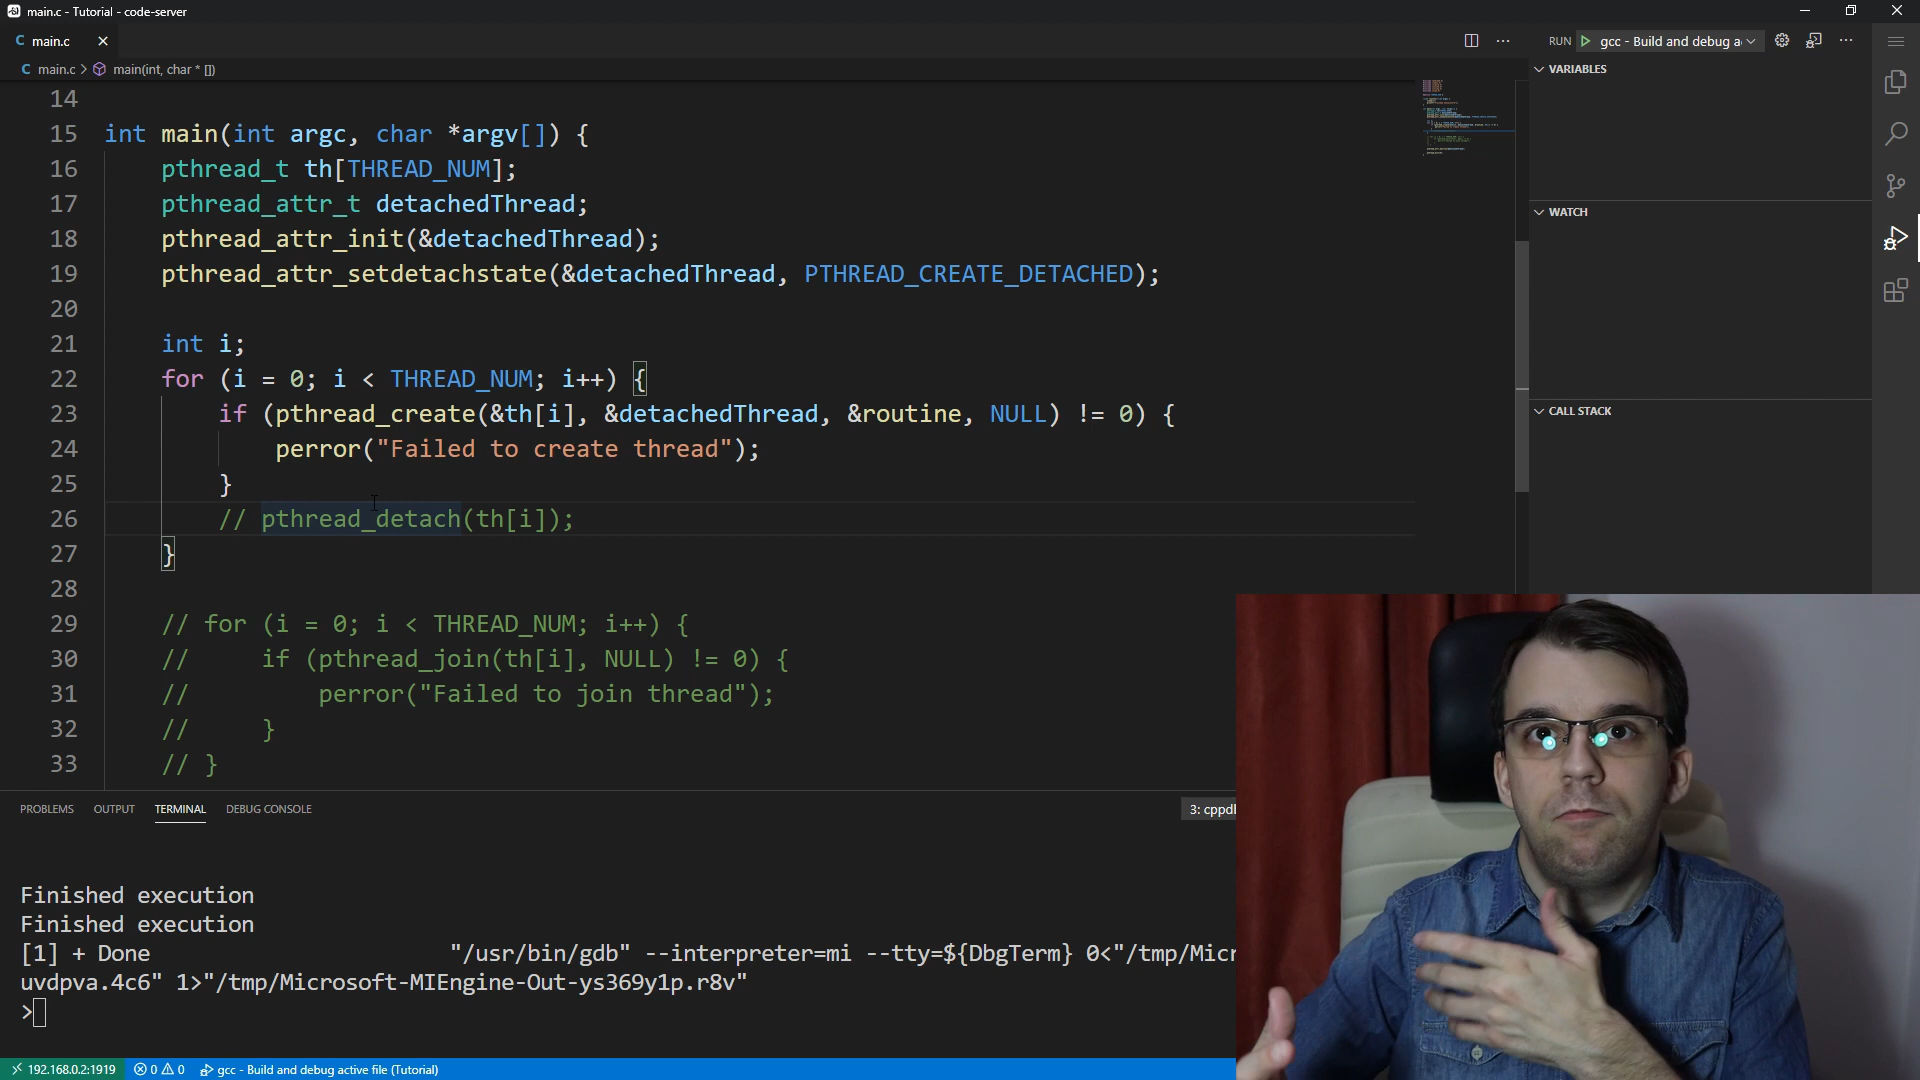 main.c - Tutorial - code-server
main.c
RUN gcc - Build and debug a
main.c > main(int, char * [])
VARIABLES
14
15 int main(int argc, char *argv[]) {
16 pthread_t th[THREAD_NUM];
17 pthread_attr_t detachedThread;
18 pthread_attr_init(&detachedThread);
19 pthread_attr_setdetachstate(&detachedThread, PTHREAD_CREATE_DETACHED);
WATCH
20
21 int i;
22 for (i = 0; i < THREAD_NUM; i++) {
23 if (pthread_create(&th[i], &detachedThread, &routine, NULL) != 0) {
CALL STACK
24 perror("Failed to create thread");
25 }
26 // pthread_detach(th[i]);
27 }
28
29 // for (i = 0; i < THREAD_NUM; i++) {
30 // if (pthread_join(th[i], NULL) != 0) {
31 // perror("Failed to join thread");
32 // }
33 // }
PROBLEMS OUTPUT TERMINAL DEBUG CONSOLE 3: cppd
Finished execution
Finished execution
[1] + Done "/usr/bin/gdb" --interpreter=mi --tty=${DbgTerm} 0<"/tmp/Micr
uvdpva.4c6" 1>"/tmp/Microsoft-MIEngine-Out-ys369y1p.r8v"
>
192.168.0.2:1919 0 0 gcc - Build and debug active file (Tutorial)